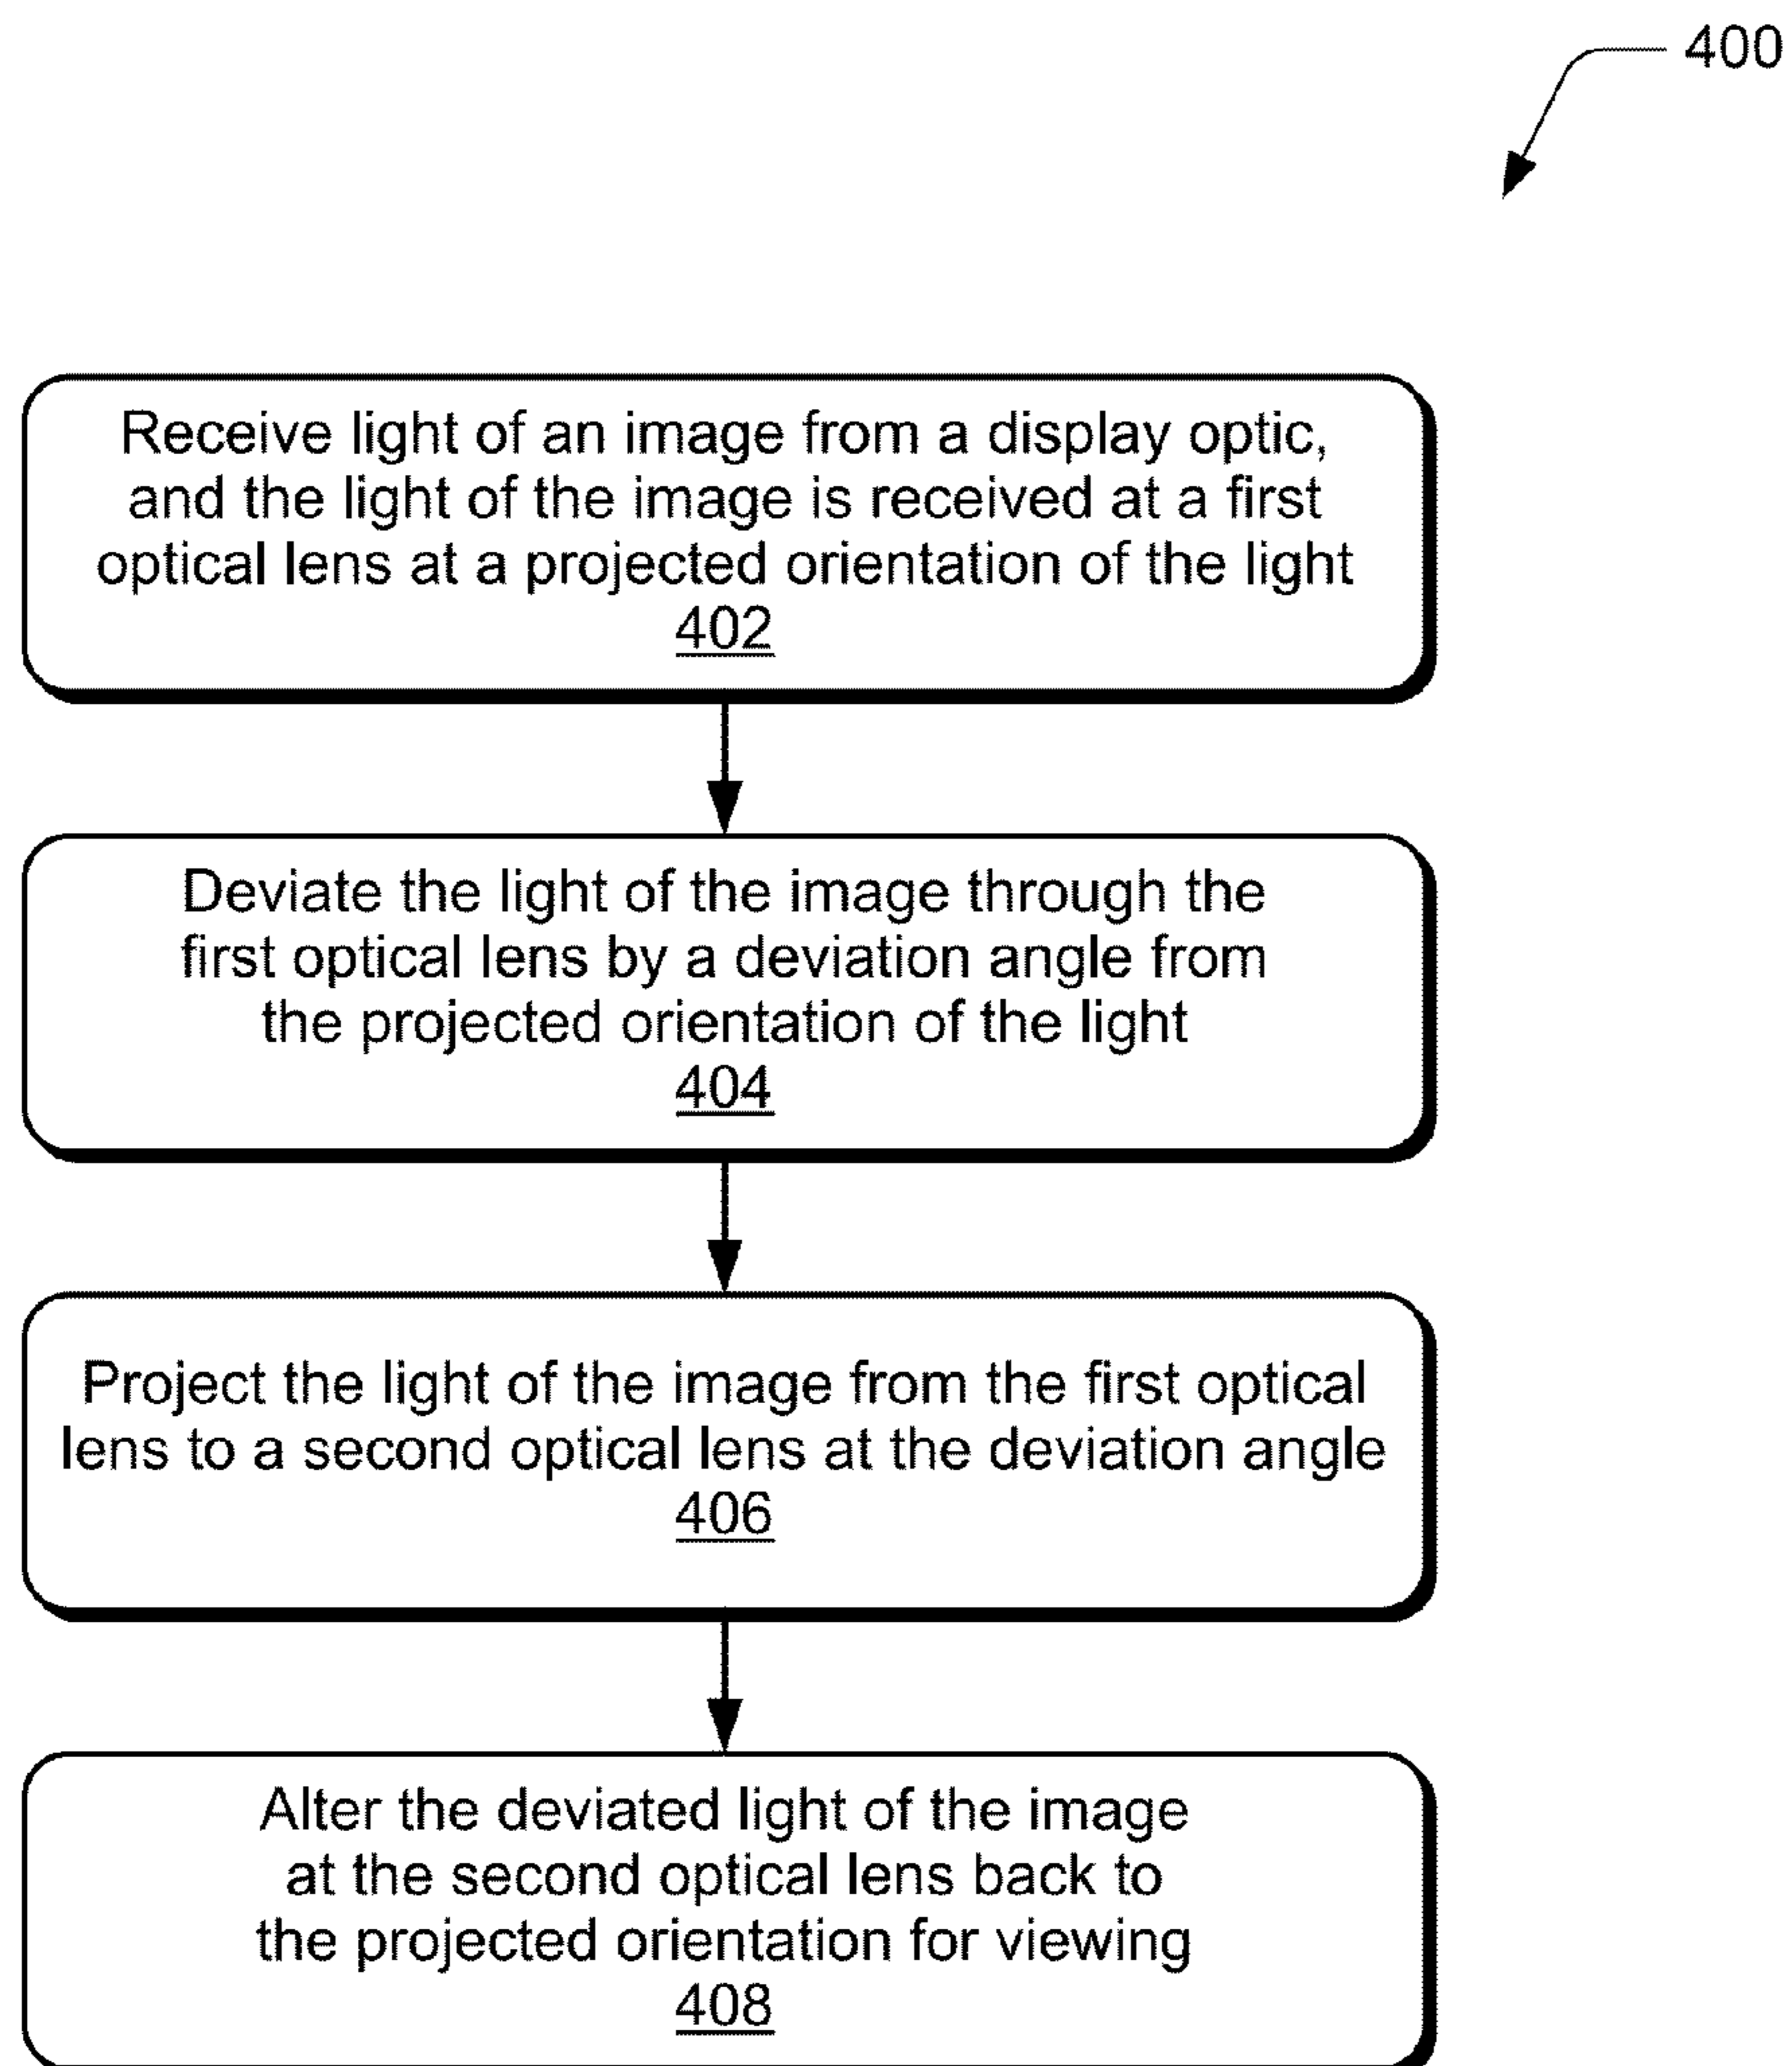 400
Receive light of an image from a display optic,
and the light of the image is received at a first
optical lens at a projected orientation of the light
402
Deviate the light of the image through the
first optical lens by a deviation angle from
the projected orientation of the light
404
Project the light of the image from the first optical
lens to a second optical lens at the deviation angle
406
Alter the deviated light of the image
at the second optical lens back to
the projected orientation for viewing
408